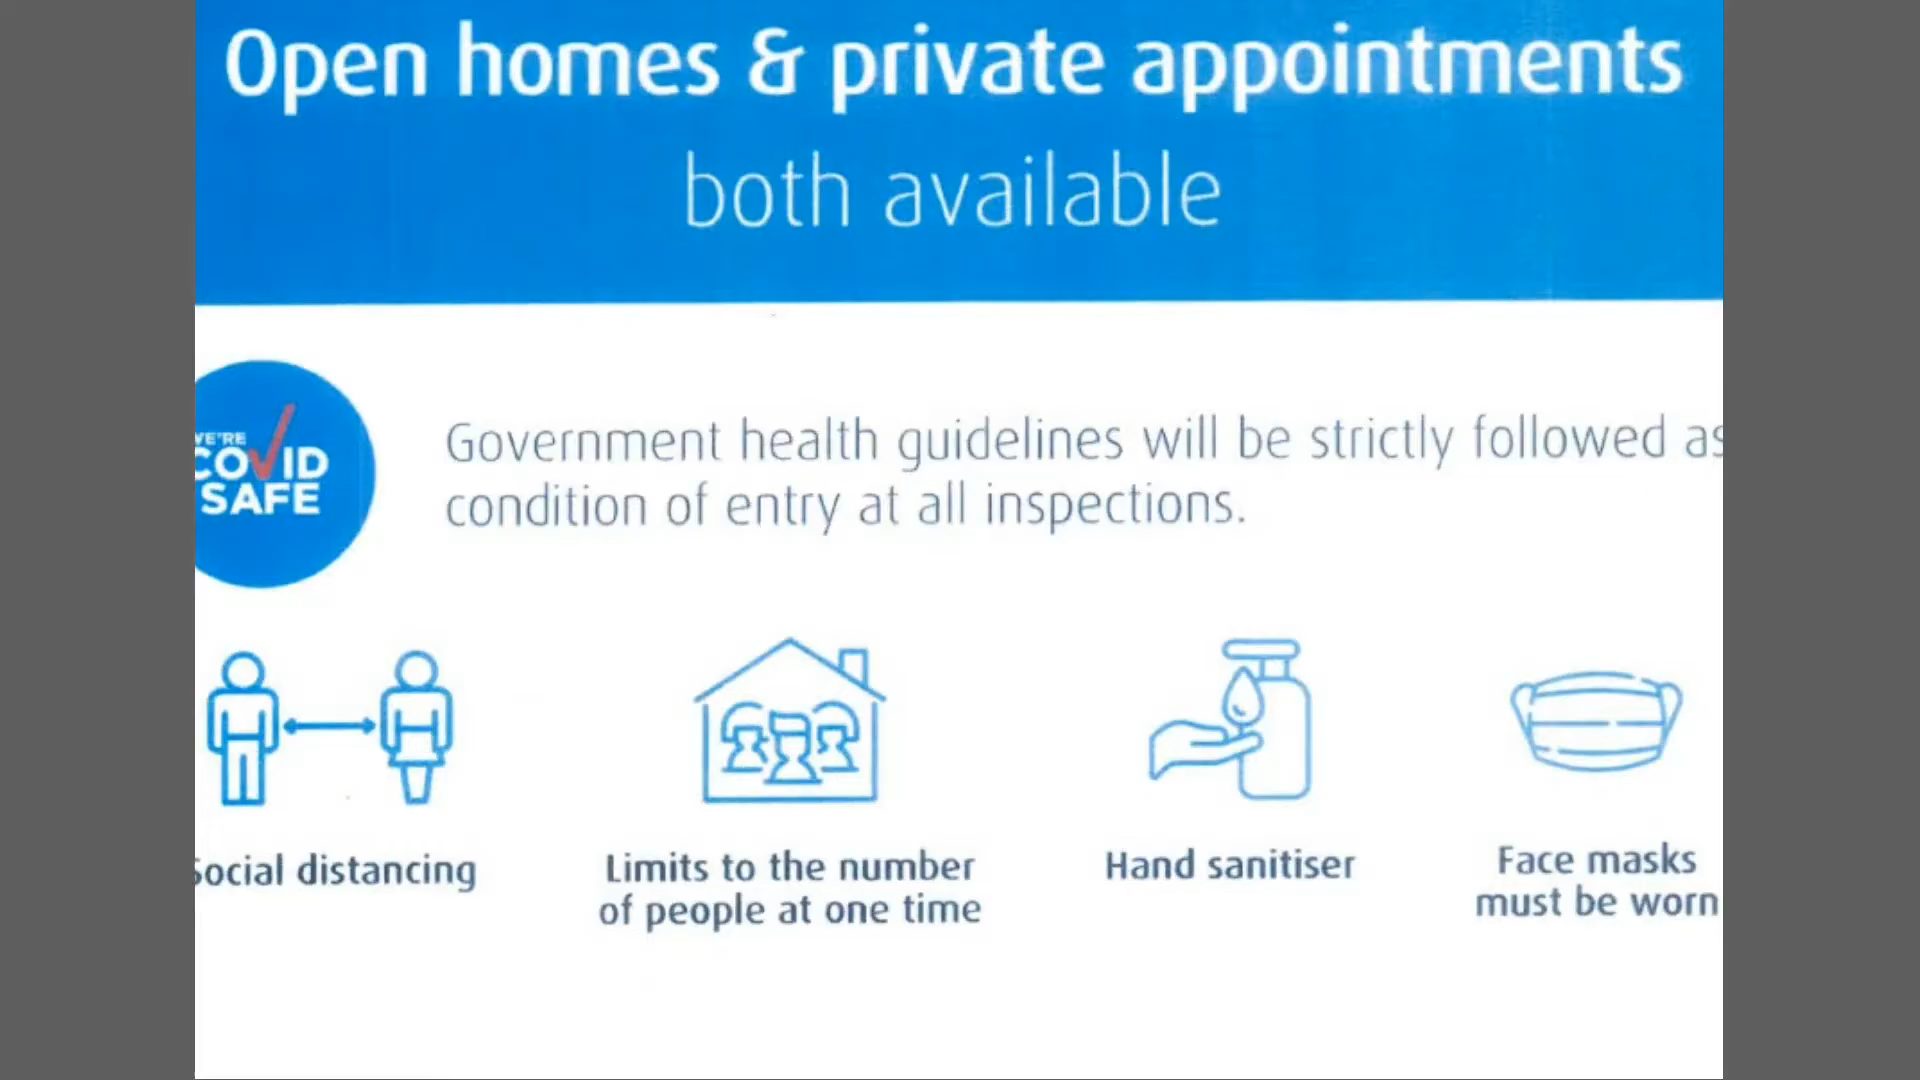 Open homes & private appointments
both available
WE'RE
COVID
SAFE
Government health guidelines will be strictly followed as
condition of entry at all inspections.
Social distancing
Limits to the number
of people at one time
Hand sanitiser
Face masks
must be worn